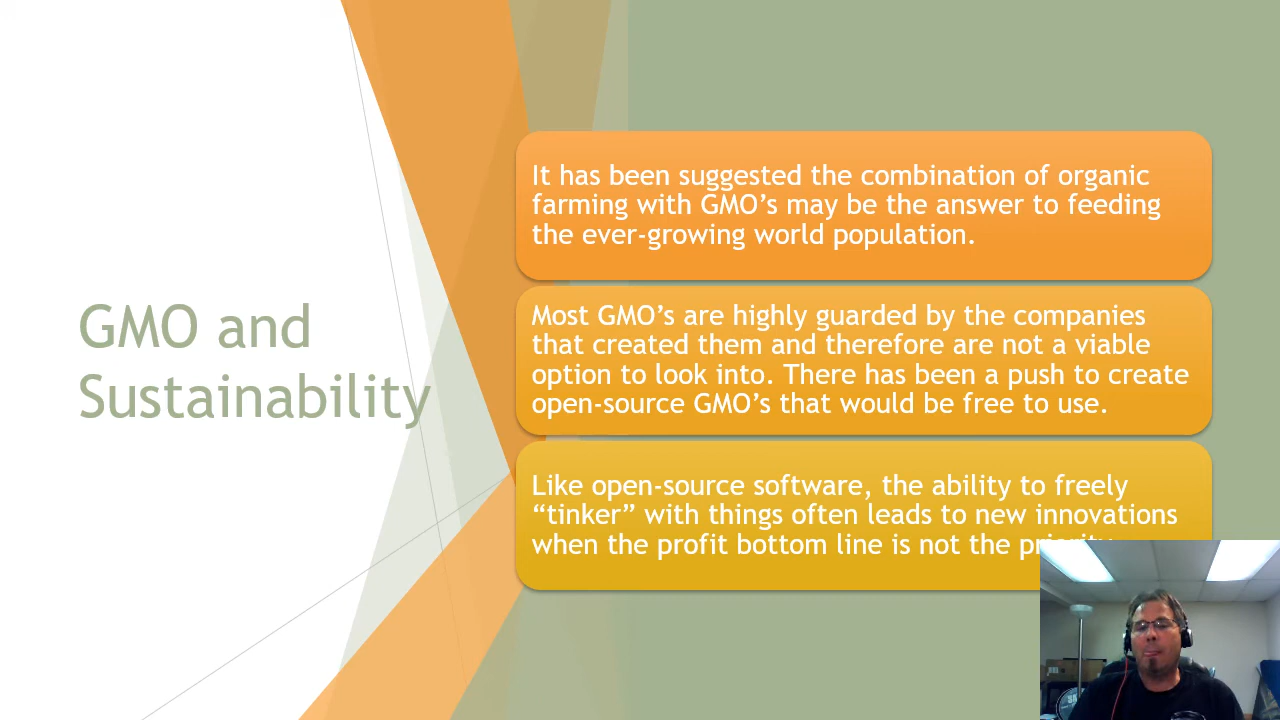 GMO and
Sustainability
It has been suggested the combination of organic
farming with GMO’s may be the answer to feeding
the ever-growing world population.
Most GMO’s are highly guarded by the companies
that created them and therefore are not a viable
option to look into. There has been a push to create
open-source GMO’s that would be free to use.
Like open-source software, the ability to freely
“tinker” with things often leads to new innovations
when the profit bottom line is not the priority.